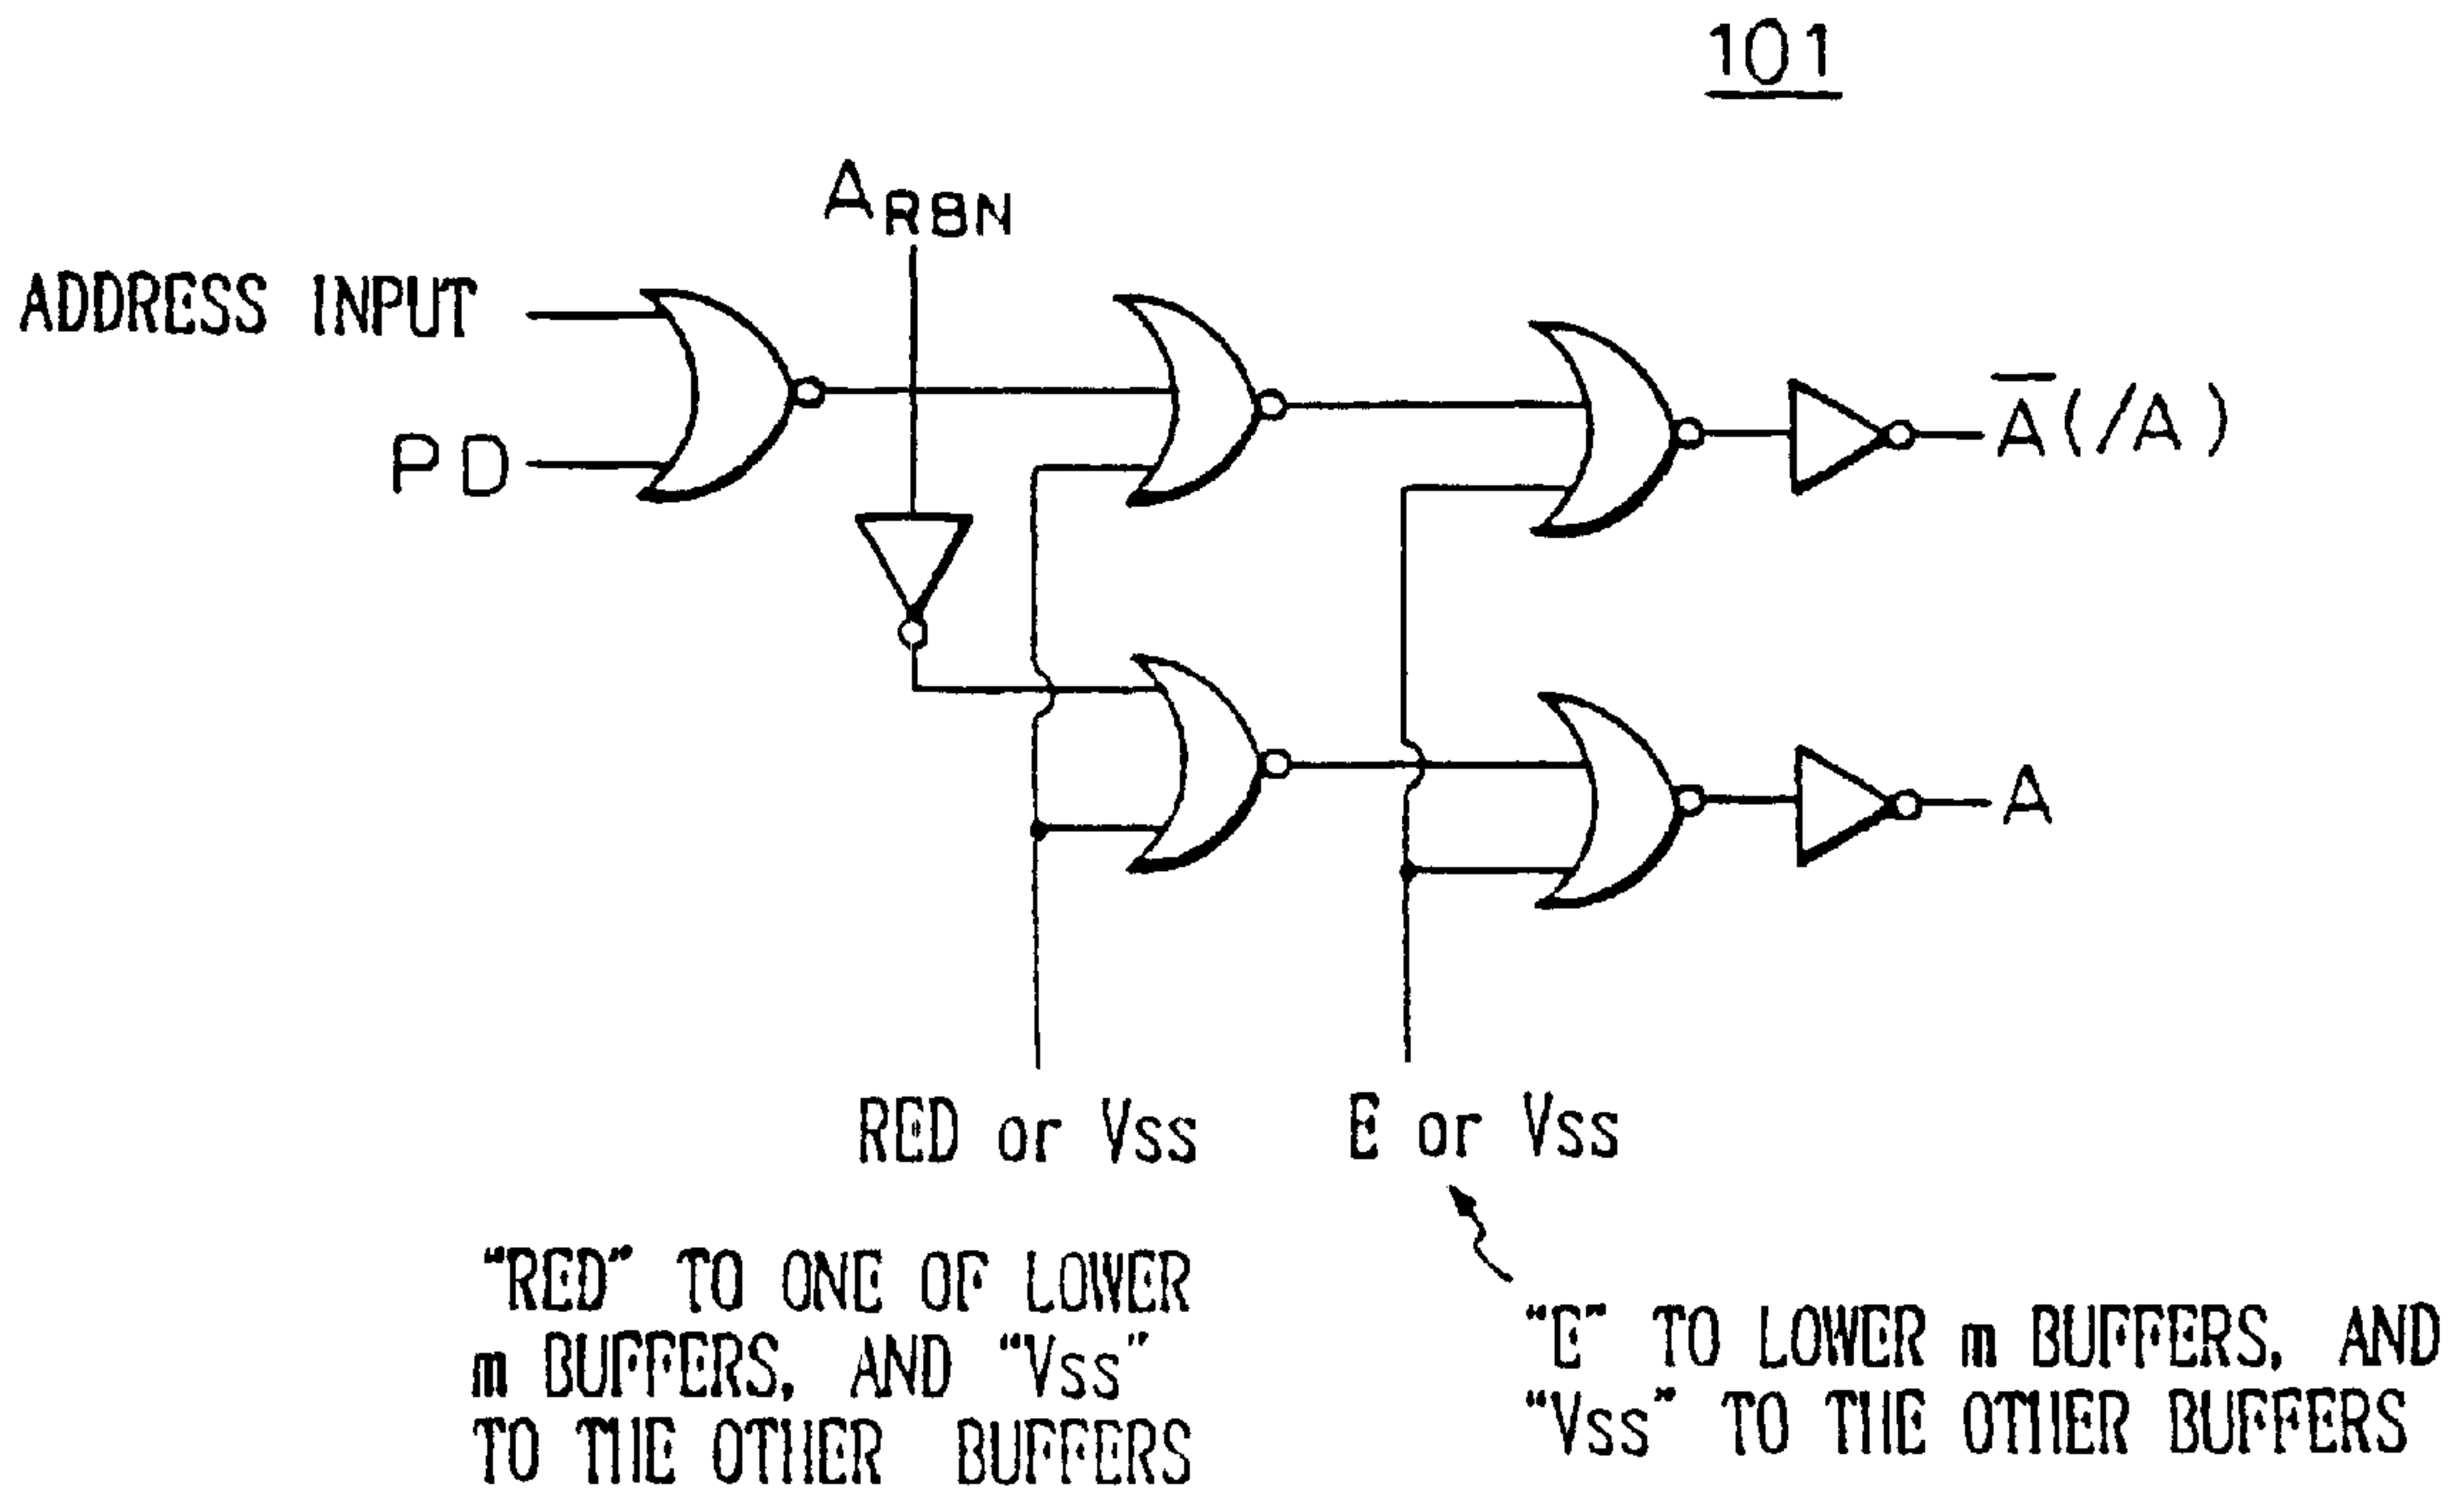 101
ARBN
ADDRESS INPUT
PD
A(/A)
A
RED or Vss
E or Vss
"RED" TO ONE OF LOWER
m BUFFERS, AND "Vss"
TO THE OTHER BUFFERS
"E" TO LOWER m BUFFERS, AND
"Vss" TO THE OTHER BUFFERS